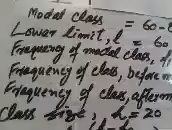 Modal Class = 60-
Lower limit, l = 60
Frequency of modal class, f₁
Frequency of class, before m
Frequency of class, after m
Class size, h = 20